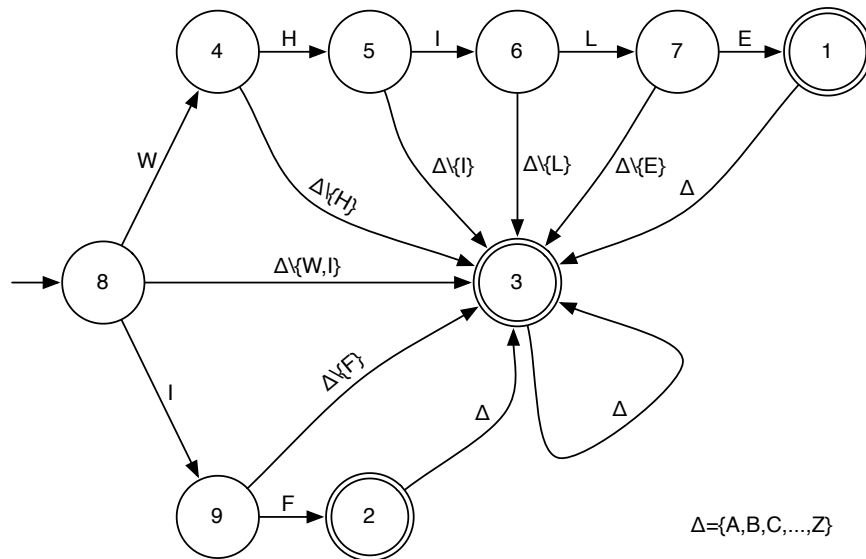 4 H 5 I 6 L 7 E 1
W
Δ\{H} Δ\{I} Δ\{L} Δ\{E} Δ
8 Δ\{W,I} 3
I Δ\{F} Δ Δ
9 F 2
Δ={A,B,C,...,Z}